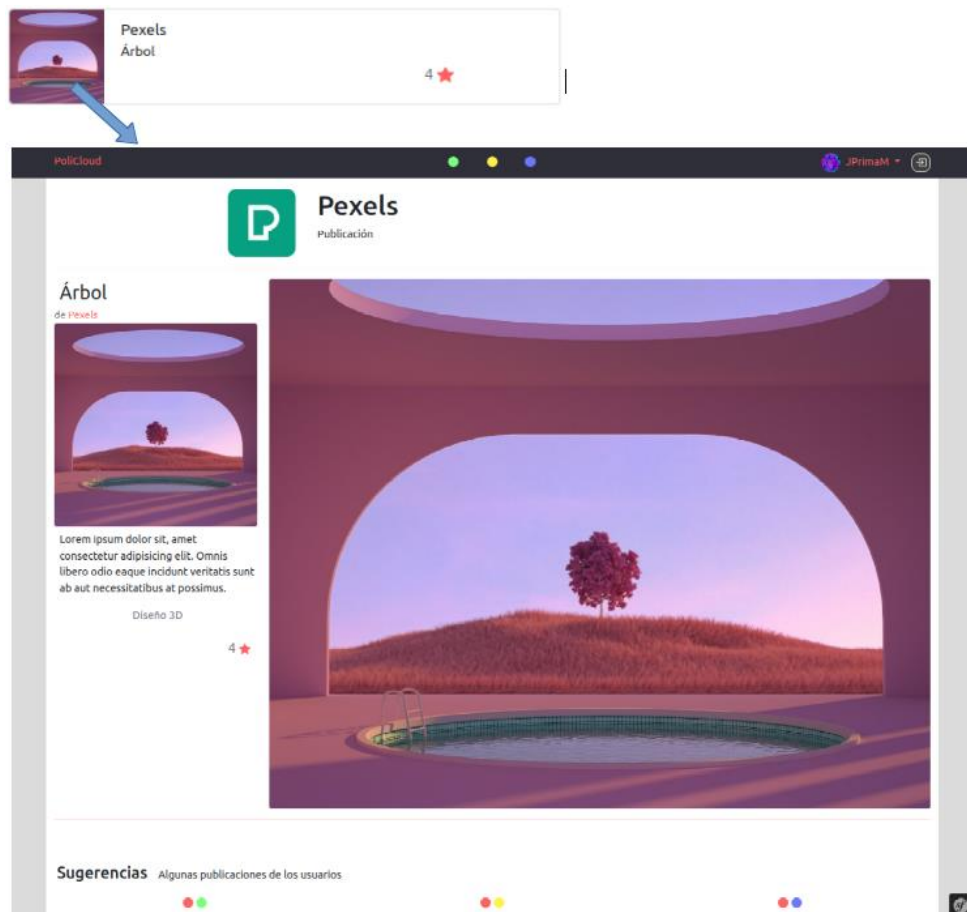 Pexels
Árbol
4
PoliCloud
JPrimaM
Pexels
Publicación
Árbol
de Pexels
Lorem ipsum dolor sit, amet
consectetur adipisicing elit. Omnis
libero odio eaque incidunt veritatis sunt
ab aut necessitatibus at possimus.
Diseño 3D
4
Sugerencias Algunas publicaciones de los usuarios